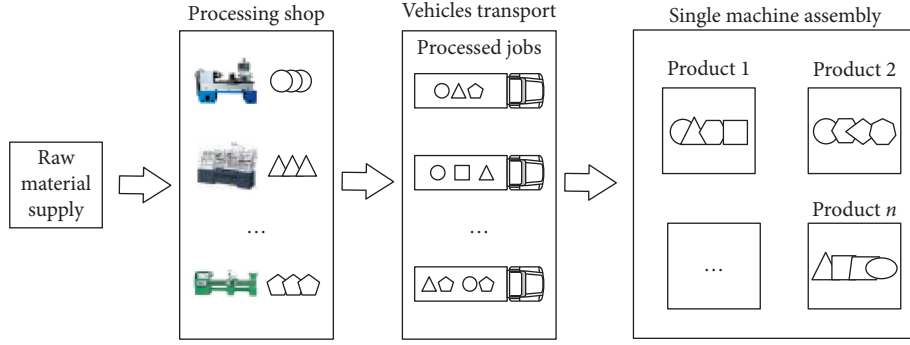 Processing shop
Vehicles transport
Single machine assembly
Processed jobs
Product 1
Product 2
Raw
material
supply
...
...
Product n
...